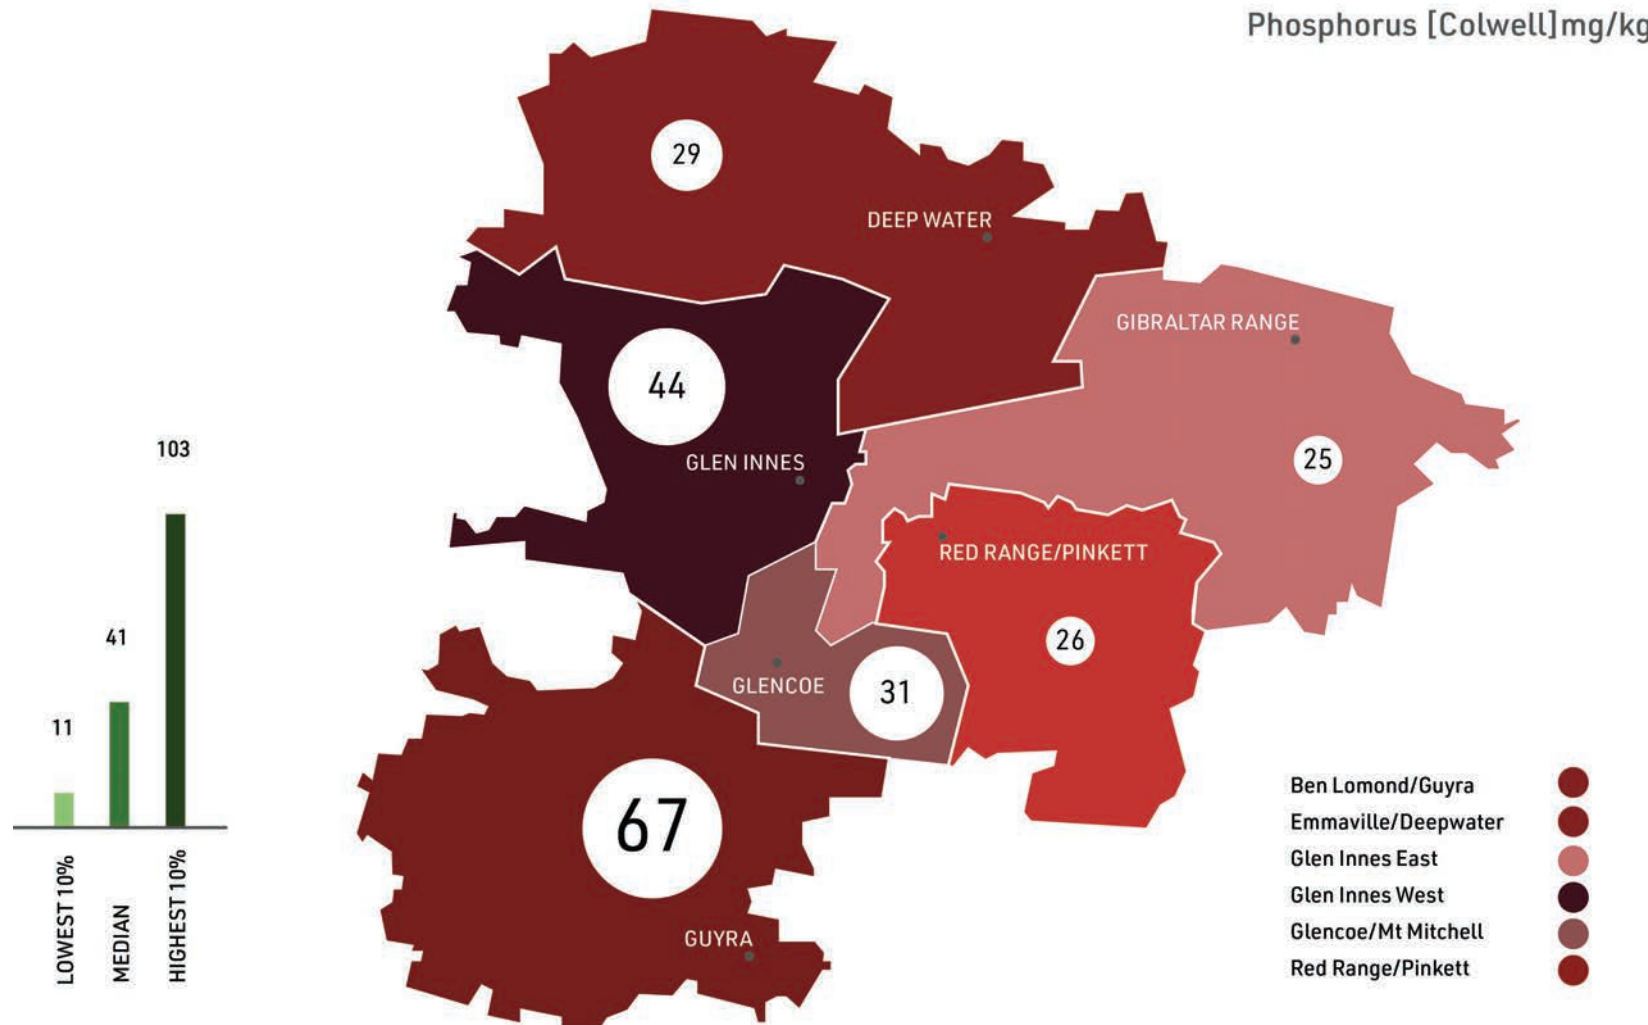 Phosphorus [Colwell]mg/kg
29
DEEP WATER
GIBRALTAR RANGE
44
GLEN INNES
25
RED RANGE/PINKETT
26
GLENCOE
31
67
GUYRA
103
41
11
LOWEST 10%
MEDIAN
HIGHEST 10%
Ben Lomond/Guyra
Emmaville/Deepwater
Glen Innes East
Glen Innes West
Glencoe/Mt Mitchell
Red Range/Pinkett